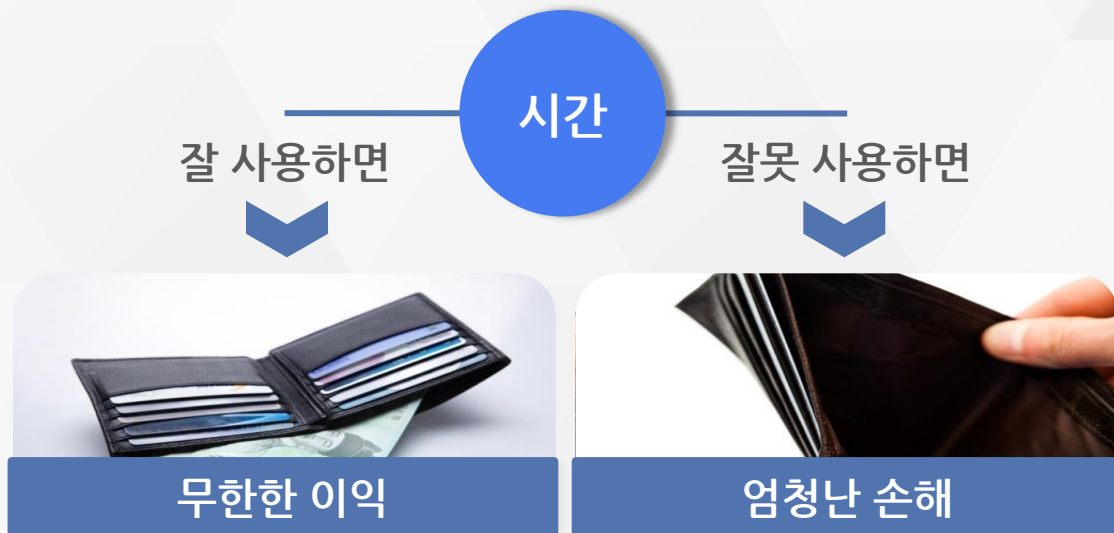 시간
잘 사용하면
잘못 사용하면
무한한 이익
엄청난 손해